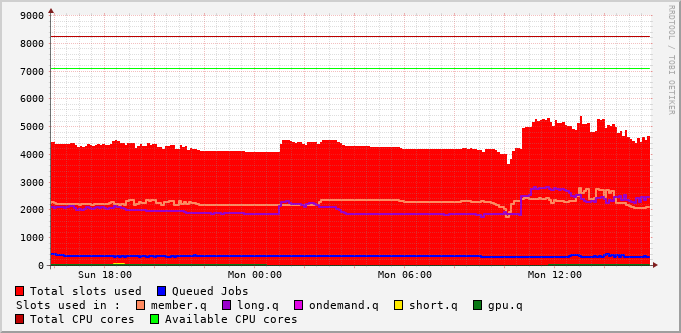 RRDTOOL / TOBI OETIKER
9000
8000
7000
6000
5000
4000
3000
2000
1000
0
Sun 18:00 Mon 00:00 Mon 06:00 Mon 12:00
Total slots used Queued Jobs
Slots used in : member.q long.q ondemand.q short.q gpu.q
Total CPU cores Available CPU cores